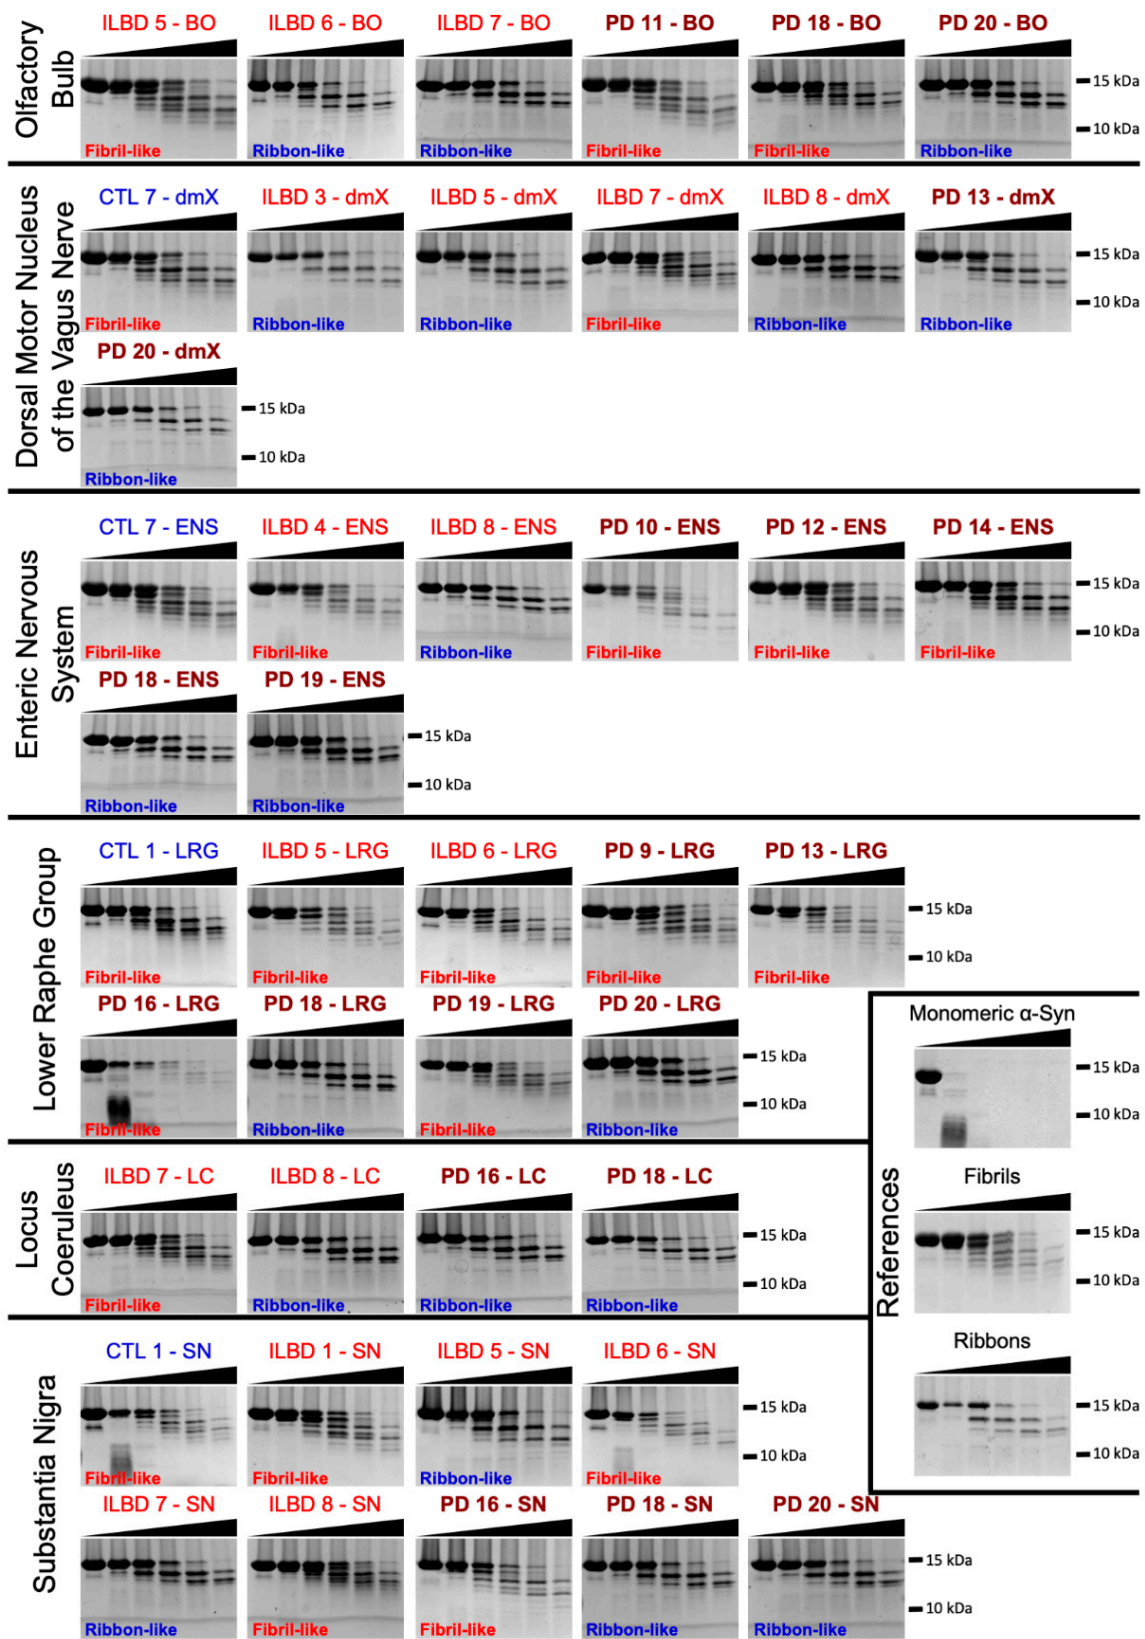 Olfactory
Bulb
ILBD 5 - BO ILBD 6 - BO ILBD 7 - BO PD 11 - BO PD 18 - BO PD 20 - BO
15 kDa
10 kDa
Fibril-like Ribbon-like Ribbon-like Fibril-like Fibril-like Ribbon-like
Dorsal Motor Nucleus
of the Vagus Nerve
CTL 7 - dmX ILBD 3 - dmX ILBD 5 - dmX ILBD 7 - dmX ILBD 8 - dmX PD 13 - dmX
15 kDa
10 kDa
Fibril-like Ribbon-like Ribbon-like Fibril-like Ribbon-like Ribbon-like
PD 20 - dmX
15 kDa
10 kDa
Ribbon-like
Enteric Nervous
System
CTL 7 - ENS ILBD 4 - ENS ILBD 8 - ENS PD 10 - ENS PD 12 - ENS PD 14 - ENS
15 kDa
10 kDa
Fibril-like Fibril-like Ribbon-like Fibril-like Fibril-like Fibril-like
PD 18 - ENS PD 19 - ENS
15 kDa
10 kDa
Ribbon-like Ribbon-like
Lower Raphe Group
CTL 1 - LRG ILBD 5 - LRG ILBD 6 - LRG PD 9 - LRG PD 13 - LRG
15 kDa
10 kDa
Fibril-like Fibril-like Fibril-like Fibril-like Fibril-like
PD 16 - LRG PD 18 - LRG PD 19 - LRG PD 20 - LRG
15 kDa
10 kDa
Fibril-like Ribbon-like Fibril-like Ribbon-like
Locus
Coeruleus
ILBD 7 - LC ILBD 8 - LC PD 16 - LC PD 18 - LC
15 kDa
10 kDa
Fibril-like Ribbon-like Ribbon-like Ribbon-like
Substantia Nigra
CTL 1 - SN ILBD 1 - SN ILBD 5 - SN ILBD 6 - SN
15 kDa
10 kDa
Fibril-like Fibril-like Ribbon-like Fibril-like
ILBD 7 - SN ILBD 8 - SN PD 16 - SN PD 18 - SN PD 20 - SN
15 kDa
10 kDa
Ribbon-like Fibril-like Fibril-like Ribbon-like Ribbon-like
References
Monomeric α-Syn
15 kDa
10 kDa
Fibrils
15 kDa
10 kDa
Ribbons
15 kDa
10 kDa